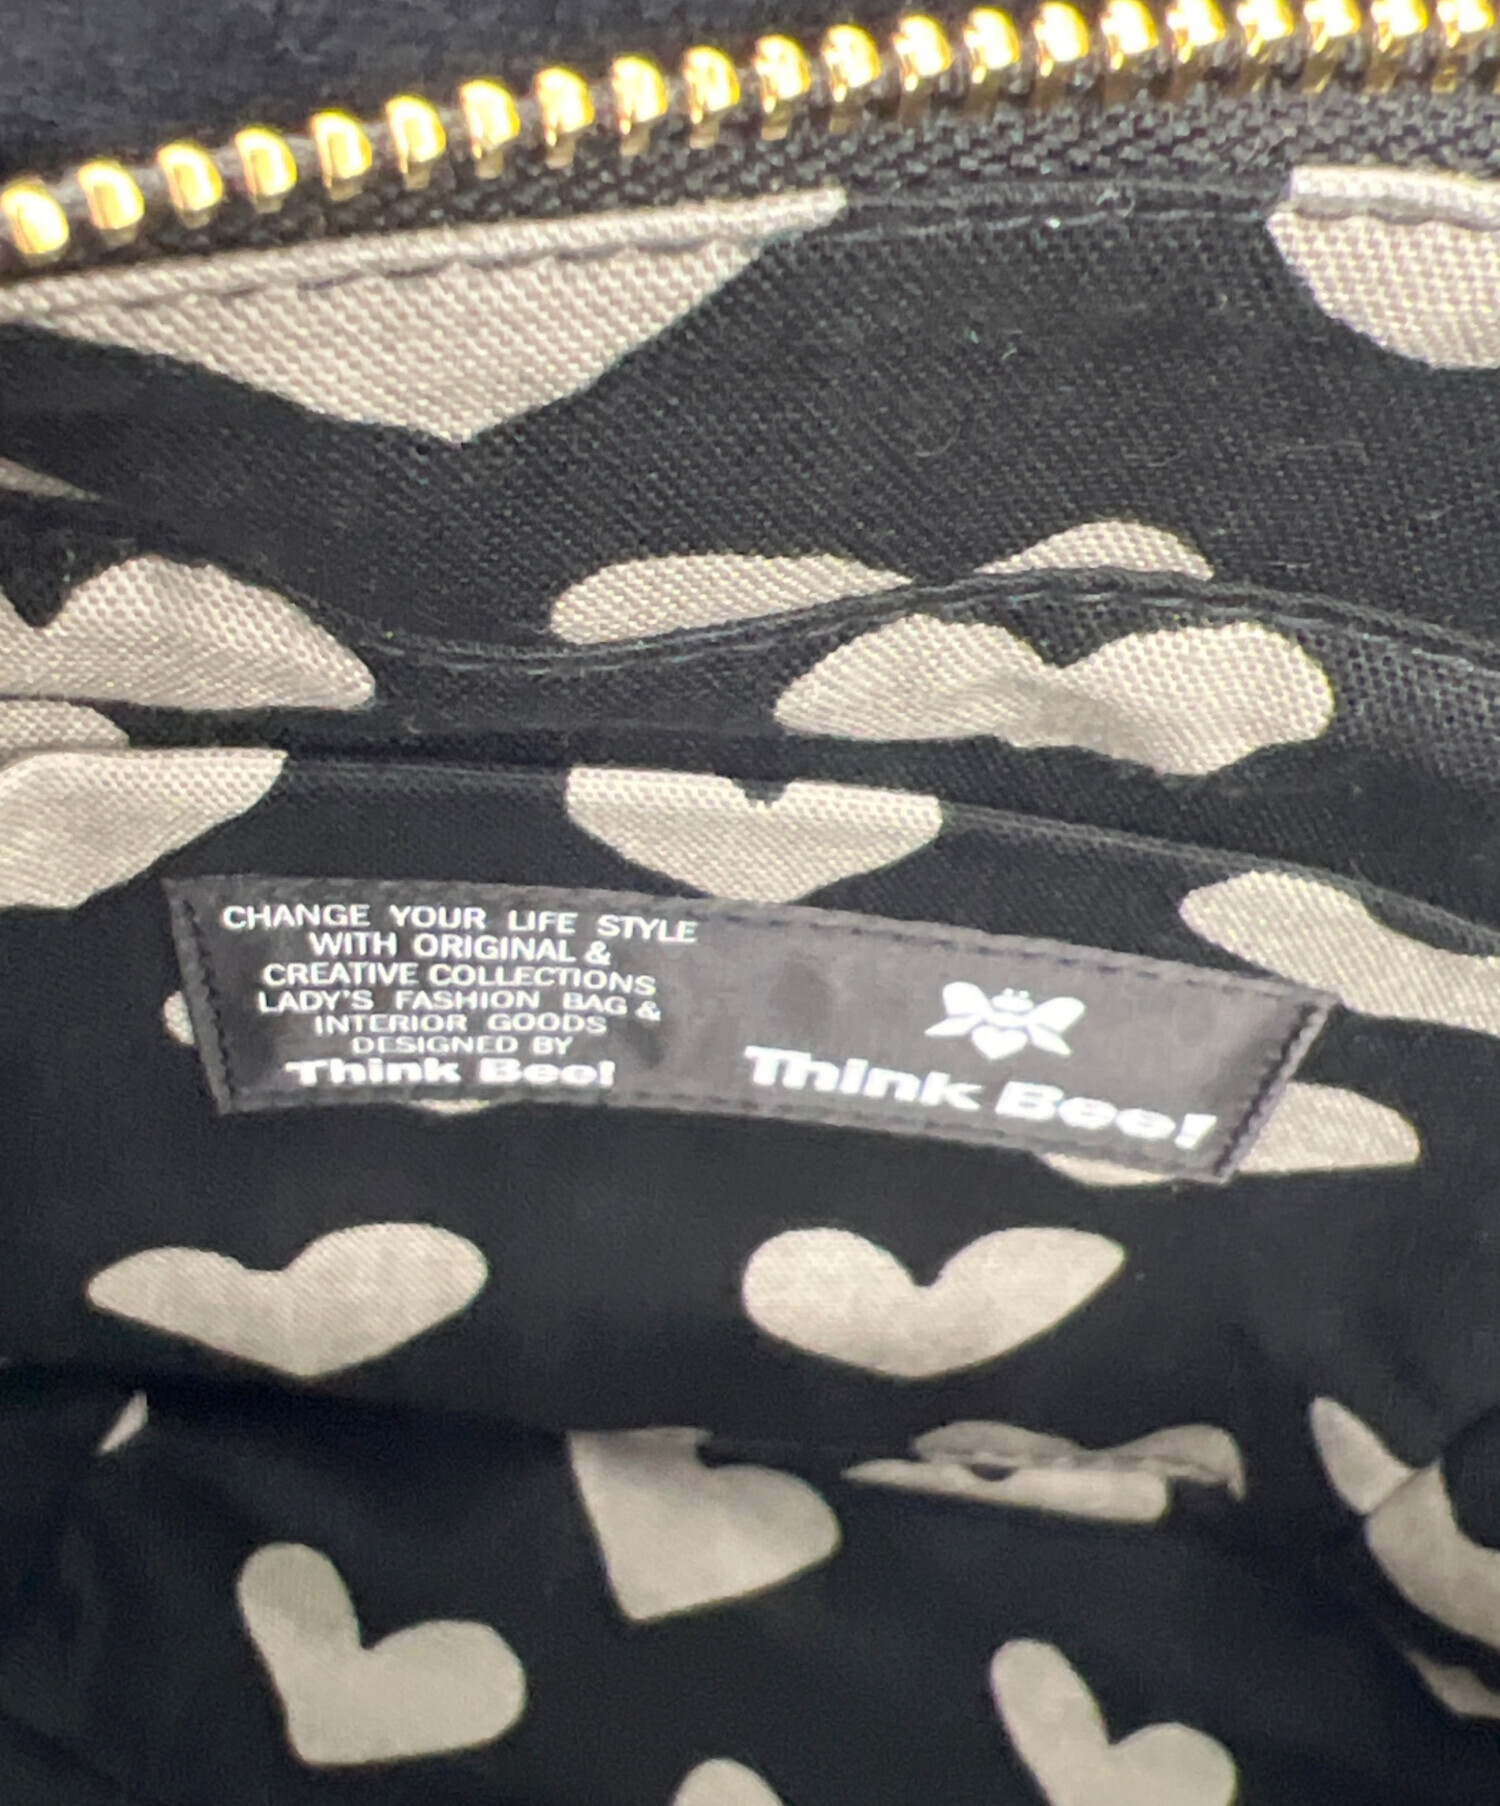 CHANGE YOUR LIFE STYLE
WITH ORIGINAL &
CREATIVE COLLECTIONS
LADY'S FASHION BAG &
INTERIOR GOODS
DESIGNED BY
Think Bee!
Think Bee!